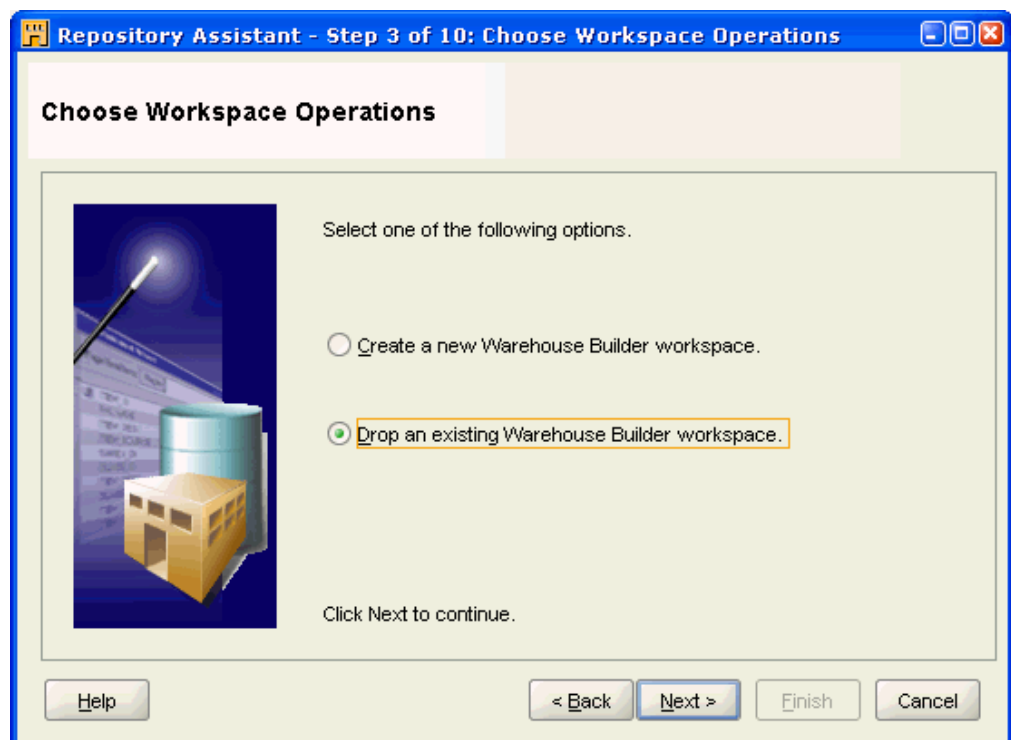 Repository Assistant - Step 3 of 10: Choose Workspace Operations
Choose Workspace Operations
Select one of the following options.
Create a new Warehouse Builder workspace.
Drop an existing Warehouse Builder workspace.
Click Next to continue.
Help
< Back
Next >
Finish
Cancel